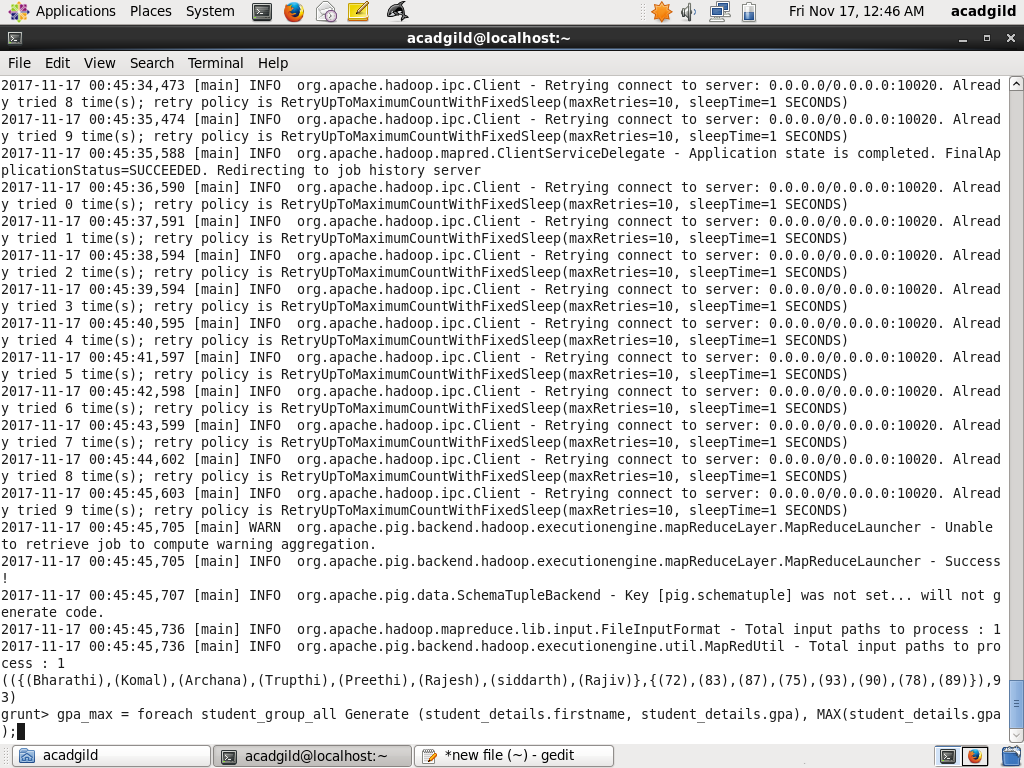 Applications Places System Fri Nov 17, 12:46 AM acadgild
acadgild@localhost:~
File Edit View Search Terminal Help
2017-11-17 00:45:34,473 [main] INFO  org.apache.hadoop.ipc.Client - Retrying connect to server: 0.0.0.0/0.0.0.0:10020. Alread
y tried 8 time(s); retry policy is RetryUpToMaximumCountWithFixedSleep(maxRetries=10, sleepTime=1 SECONDS)
2017-11-17 00:45:35,474 [main] INFO  org.apache.hadoop.ipc.Client - Retrying connect to server: 0.0.0.0/0.0.0.0:10020. Alread
y tried 9 time(s); retry policy is RetryUpToMaximumCountWithFixedSleep(maxRetries=10, sleepTime=1 SECONDS)
2017-11-17 00:45:35,588 [main] INFO  org.apache.hadoop.mapred.ClientServiceDelegate - Application state is completed. FinalAp
plicationStatus=SUCCEEDED. Redirecting to job history server
2017-11-17 00:45:36,590 [main] INFO  org.apache.hadoop.ipc.Client - Retrying connect to server: 0.0.0.0/0.0.0.0:10020. Alread
y tried 0 time(s); retry policy is RetryUpToMaximumCountWithFixedSleep(maxRetries=10, sleepTime=1 SECONDS)
2017-11-17 00:45:37,591 [main] INFO  org.apache.hadoop.ipc.Client - Retrying connect to server: 0.0.0.0/0.0.0.0:10020. Alread
y tried 1 time(s); retry policy is RetryUpToMaximumCountWithFixedSleep(maxRetries=10, sleepTime=1 SECONDS)
2017-11-17 00:45:38,594 [main] INFO  org.apache.hadoop.ipc.Client - Retrying connect to server: 0.0.0.0/0.0.0.0:10020. Alread
y tried 2 time(s); retry policy is RetryUpToMaximumCountWithFixedSleep(maxRetries=10, sleepTime=1 SECONDS)
2017-11-17 00:45:39,594 [main] INFO  org.apache.hadoop.ipc.Client - Retrying connect to server: 0.0.0.0/0.0.0.0:10020. Alread
y tried 3 time(s); retry policy is RetryUpToMaximumCountWithFixedSleep(maxRetries=10, sleepTime=1 SECONDS)
2017-11-17 00:45:40,595 [main] INFO  org.apache.hadoop.ipc.Client - Retrying connect to server: 0.0.0.0/0.0.0.0:10020. Alread
y tried 4 time(s); retry policy is RetryUpToMaximumCountWithFixedSleep(maxRetries=10, sleepTime=1 SECONDS)
2017-11-17 00:45:41,597 [main] INFO  org.apache.hadoop.ipc.Client - Retrying connect to server: 0.0.0.0/0.0.0.0:10020. Alread
y tried 5 time(s); retry policy is RetryUpToMaximumCountWithFixedSleep(maxRetries=10, sleepTime=1 SECONDS)
2017-11-17 00:45:42,598 [main] INFO  org.apache.hadoop.ipc.Client - Retrying connect to server: 0.0.0.0/0.0.0.0:10020. Alread
y tried 6 time(s); retry policy is RetryUpToMaximumCountWithFixedSleep(maxRetries=10, sleepTime=1 SECONDS)
2017-11-17 00:45:43,599 [main] INFO  org.apache.hadoop.ipc.Client - Retrying connect to server: 0.0.0.0/0.0.0.0:10020. Alread
y tried 7 time(s); retry policy is RetryUpToMaximumCountWithFixedSleep(maxRetries=10, sleepTime=1 SECONDS)
2017-11-17 00:45:44,602 [main] INFO  org.apache.hadoop.ipc.Client - Retrying connect to server: 0.0.0.0/0.0.0.0:10020. Alread
y tried 8 time(s); retry policy is RetryUpToMaximumCountWithFixedSleep(maxRetries=10, sleepTime=1 SECONDS)
2017-11-17 00:45:45,603 [main] INFO  org.apache.hadoop.ipc.Client - Retrying connect to server: 0.0.0.0/0.0.0.0:10020. Alread
y tried 9 time(s); retry policy is RetryUpToMaximumCountWithFixedSleep(maxRetries=10, sleepTime=1 SECONDS)
2017-11-17 00:45:45,705 [main] WARN  org.apache.pig.backend.hadoop.executionengine.mapReduceLayer.MapReduceLauncher - Unable
to retrieve job to compute warning aggregation.
2017-11-17 00:45:45,705 [main] INFO  org.apache.pig.backend.hadoop.executionengine.mapReduceLayer.MapReduceLauncher - Success
!
2017-11-17 00:45:45,707 [main] INFO  org.apache.pig.data.SchemaTupleBackend - Key [pig.schematuple] was not set... will not g
enerate code.
2017-11-17 00:45:45,736 [main] INFO  org.apache.hadoop.mapreduce.lib.input.FileInputFormat - Total input paths to process : 1
2017-11-17 00:45:45,736 [main] INFO  org.apache.pig.backend.hadoop.executionengine.util.MapRedUtil - Total input paths to pro
cess : 1
(({(Bharathi),(Komal),(Archana),(Trupthi),(Preethi),(Rajesh),(siddarth),(Rajiv)},{(72),(83),(87),(75),(93),(90),(78),(89)}),9
3)
grunt> gpa_max = foreach student_group_all Generate (student_details.firstname, student_details.gpa), MAX(student_details.gpa
);
acadgild acadgild@localhost:~ *new file (~) - gedit